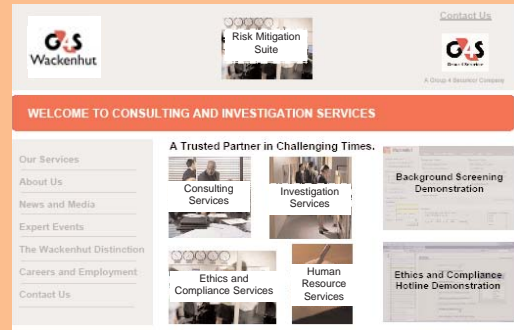 Contact Us
G4S
Wackenhut
Risk Mitigation
Suite
G4S
A Group 4 Securicor Company
WELCOME TO CONSULTING AND INVESTIGATION SERVICES
Our Services
About Us
News and Media
Expert Events
The Wackenhut Distinction
Careers and Employment
Contact Us
A Trusted Partner in Challenging Times.
Consulting
Services
Investigation
Services
Ethics and
Compliance Services
Human
Resource
Services
Background Screening
Demonstration
Ethics and Compliance
Hotline Demonstration